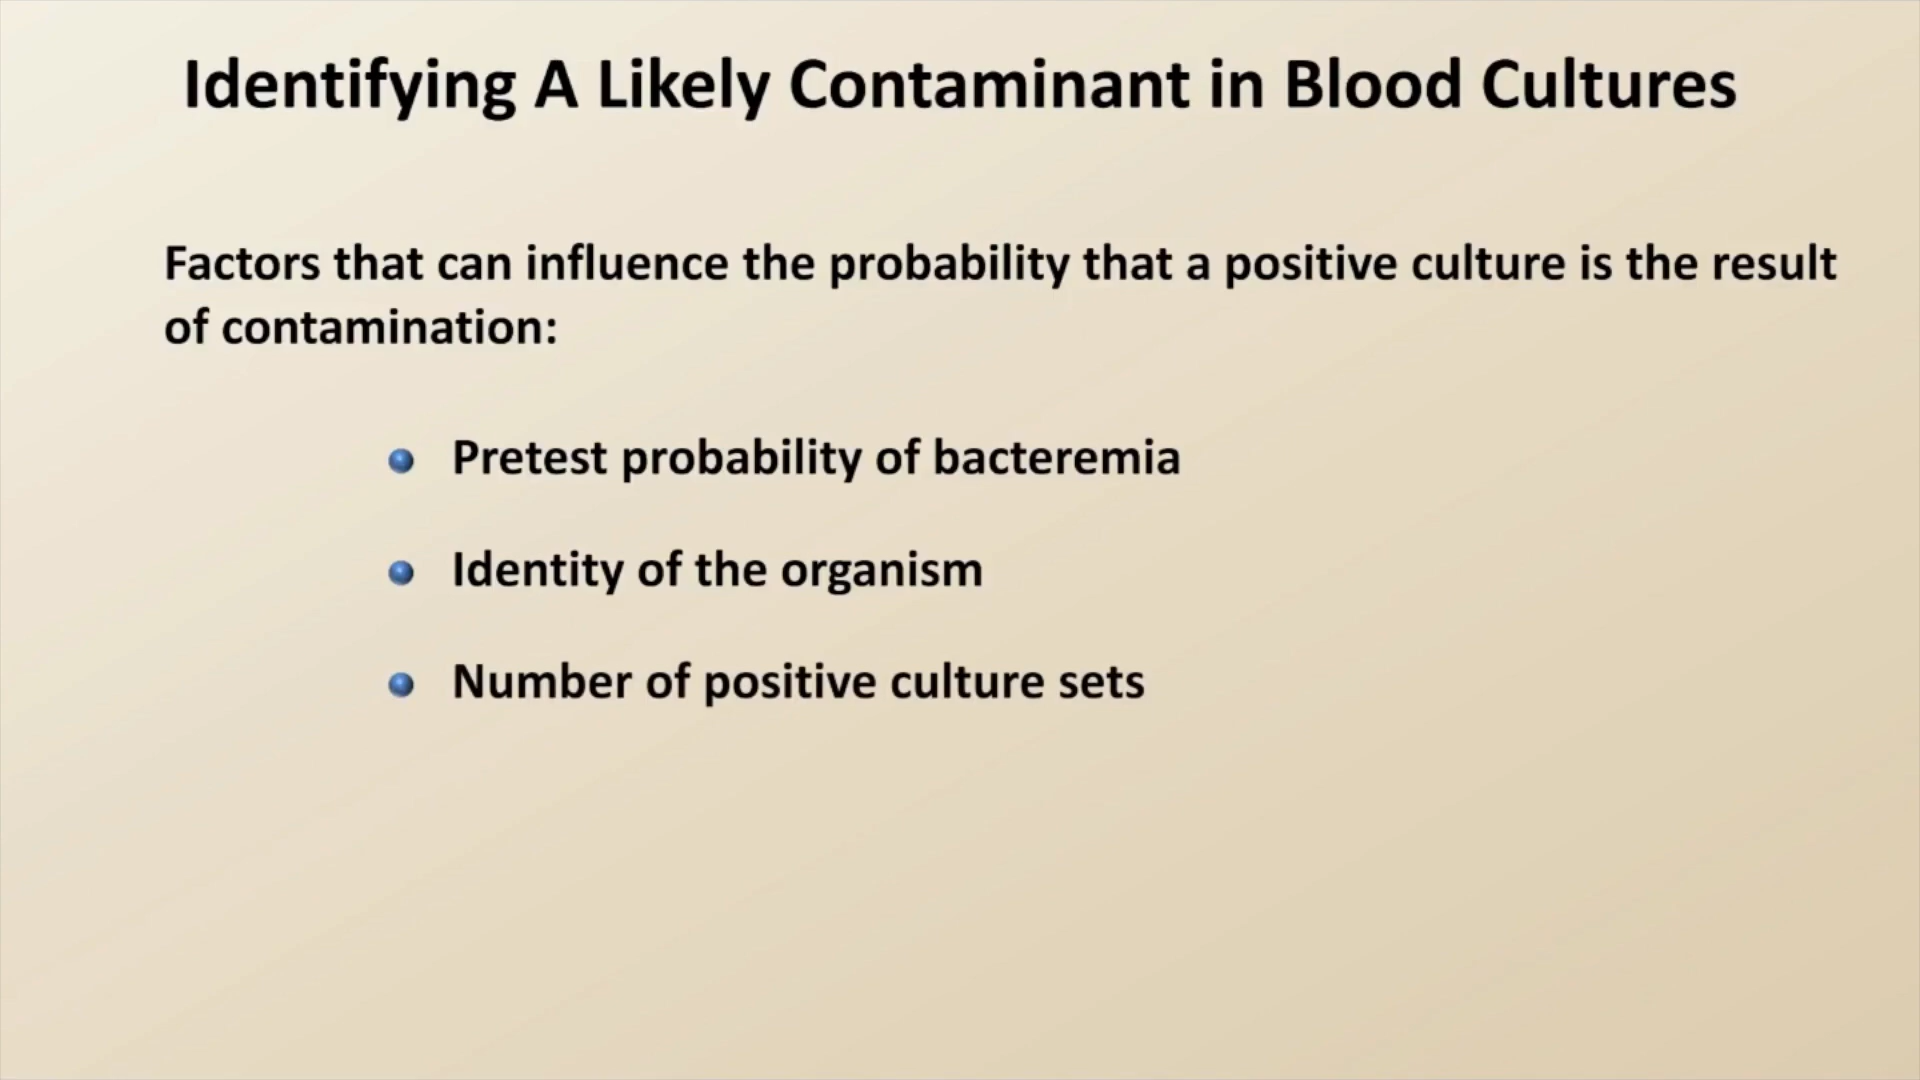 Identifying A Likely Contaminant in Blood Cultures
Factors that can influence the probability that a positive culture is the result
of contamination:
Pretest probability of bacteremia
Identity of the organism
Number of positive culture sets